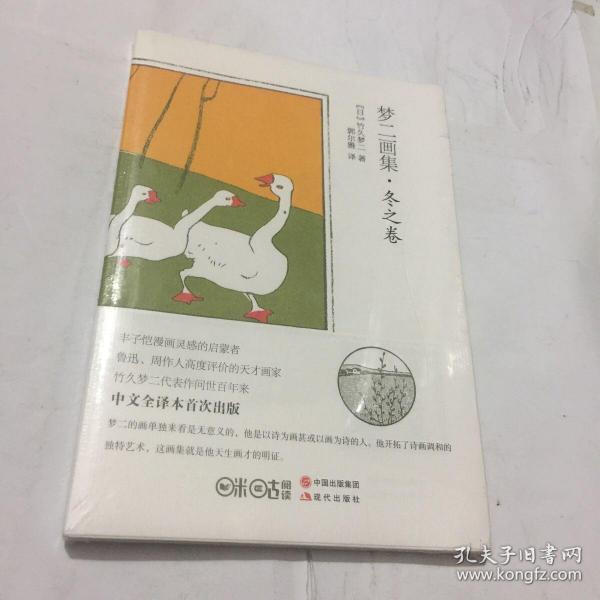 梦二画集·冬之卷
【日】竹久梦二 著
郭尔雅 译
丰子恺漫画灵感的启蒙者
鲁迅、周作人高度评价的天才画家
竹久梦二代表作问世百年来
中文全译本首次出版
梦二的画单独来看是无意义的，他是以诗为画甚或以画为诗的人，他开拓了诗画调和的
独特艺术，这画集就是他天生画才的明证。
咪咕阅读
中国出版集团
现代出版社
孔夫子旧书网
www.kongfz.com